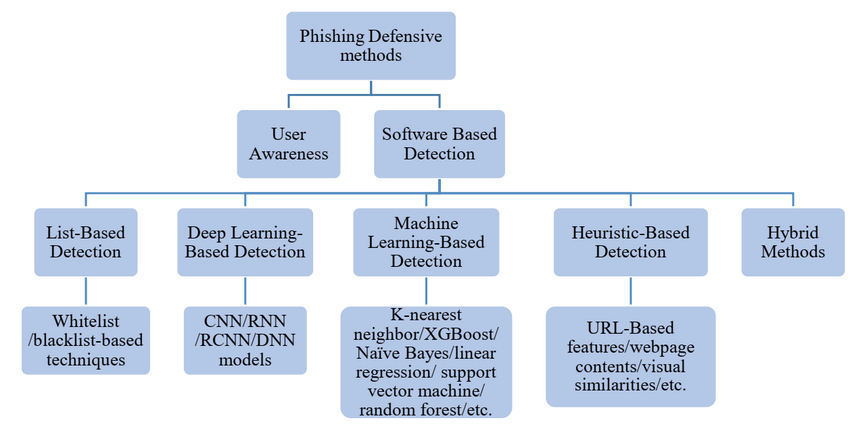 Phishing Defensive
methods
User
Awareness
Software Based
Detection
List-Based
Detection
Deep Learning-
Based Detection
Machine
Learning-Based
Detection
Heuristic-Based
Detection
Hybrid
Methods
Whitelist
/blacklist-based
techniques
CNN/RNN
/RCNN/DNN
models
K-nearest
neighbor/XGBoost/
Naïve Bayes/linear
regression/ support
vector machine/
random forest/etc.
URL-Based
features/webpage
contents/visual
similarities/etc.